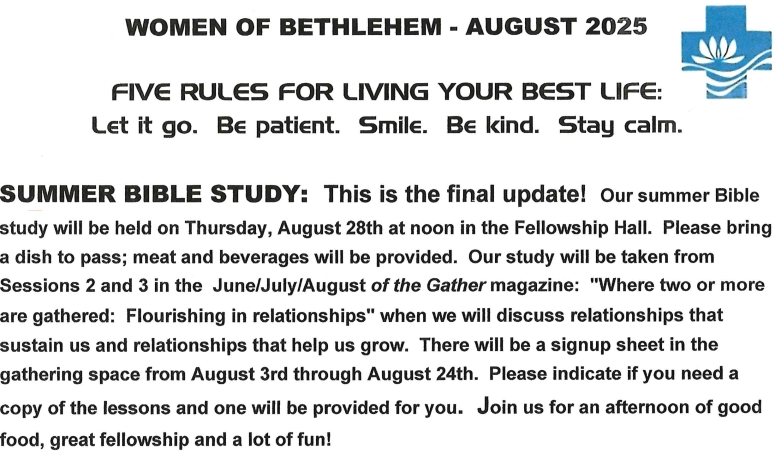 WOMEN OF BETHLEHEM - AUGUST 2025
FIVE RULES FOR LIVING YOUR BEST LIFE:
Let it go. Be patient. Smile. Be kind. Stay calm.
SUMMER BIBLE STUDY: This is the final update! Our summer Bible
study will be held on Thursday, August 28th at noon in the Fellowship Hall. Please bring
a dish to pass; meat and beverages will be provided. Our study will be taken from
Sessions 2 and 3 in the June/July/August of the Gather magazine: "Where two or more
are gathered: Flourishing in relationships" when we will discuss relationships that
sustain us and relationships that help us grow. There will be a signup sheet in the
gathering space from August 3rd through August 24th. Please indicate if you need a
copy of the lessons and one will be provided for you. Join us for an afternoon of good
food, great fellowship and a lot of fun!